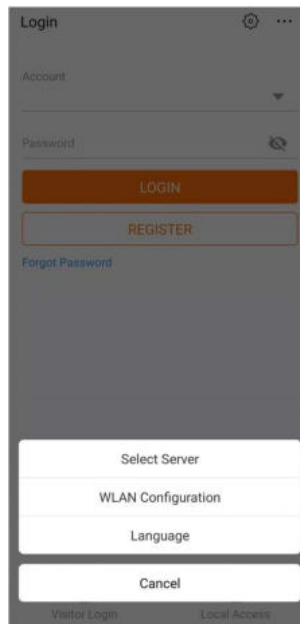 Login
Account
Password
LOGIN
REGISTER
Forgot Password
Select Server
WLAN Configuration
Language
Cancel
Visitor Login Local Access